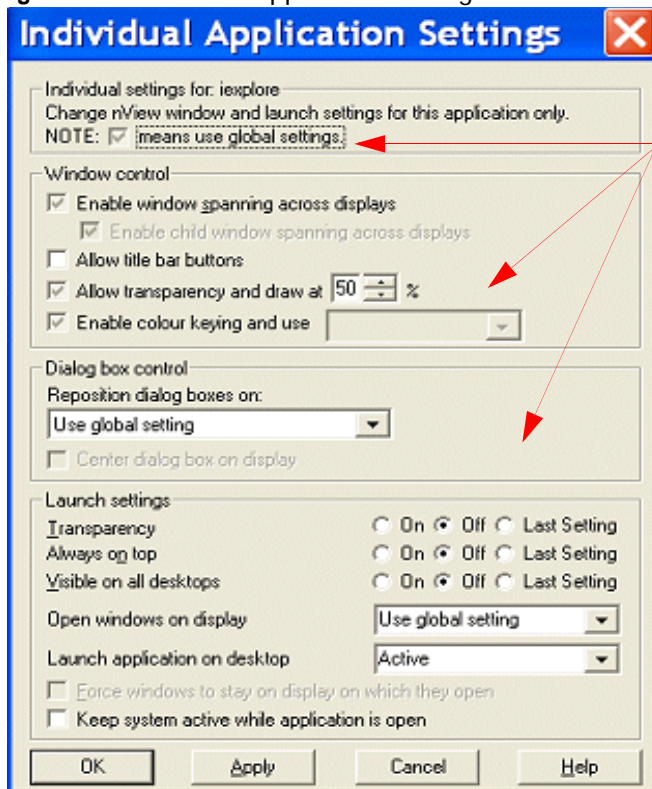 Individual Application Settings
Individual settings for: iexplore
Change nView window and launch settings for this application only.
NOTE: means use global settings.
Window control
Enable window spanning across displays
Enable child window spanning across displays
Allow title bar buttons
Allow transparency and draw at 50 %
Enable colour keying and use
Dialog box control
Reposition dialog boxes on:
Use global setting
Center dialog box on display
Launch settings
Transparency On Off Last Setting
Always on top On Off Last Setting
Visible on all desktops On Off Last Setting
Open windows on display Use global setting
Launch application on desktop Active
Force windows to stay on display on which they open
Keep system active while application is open
OK Apply Cancel Help